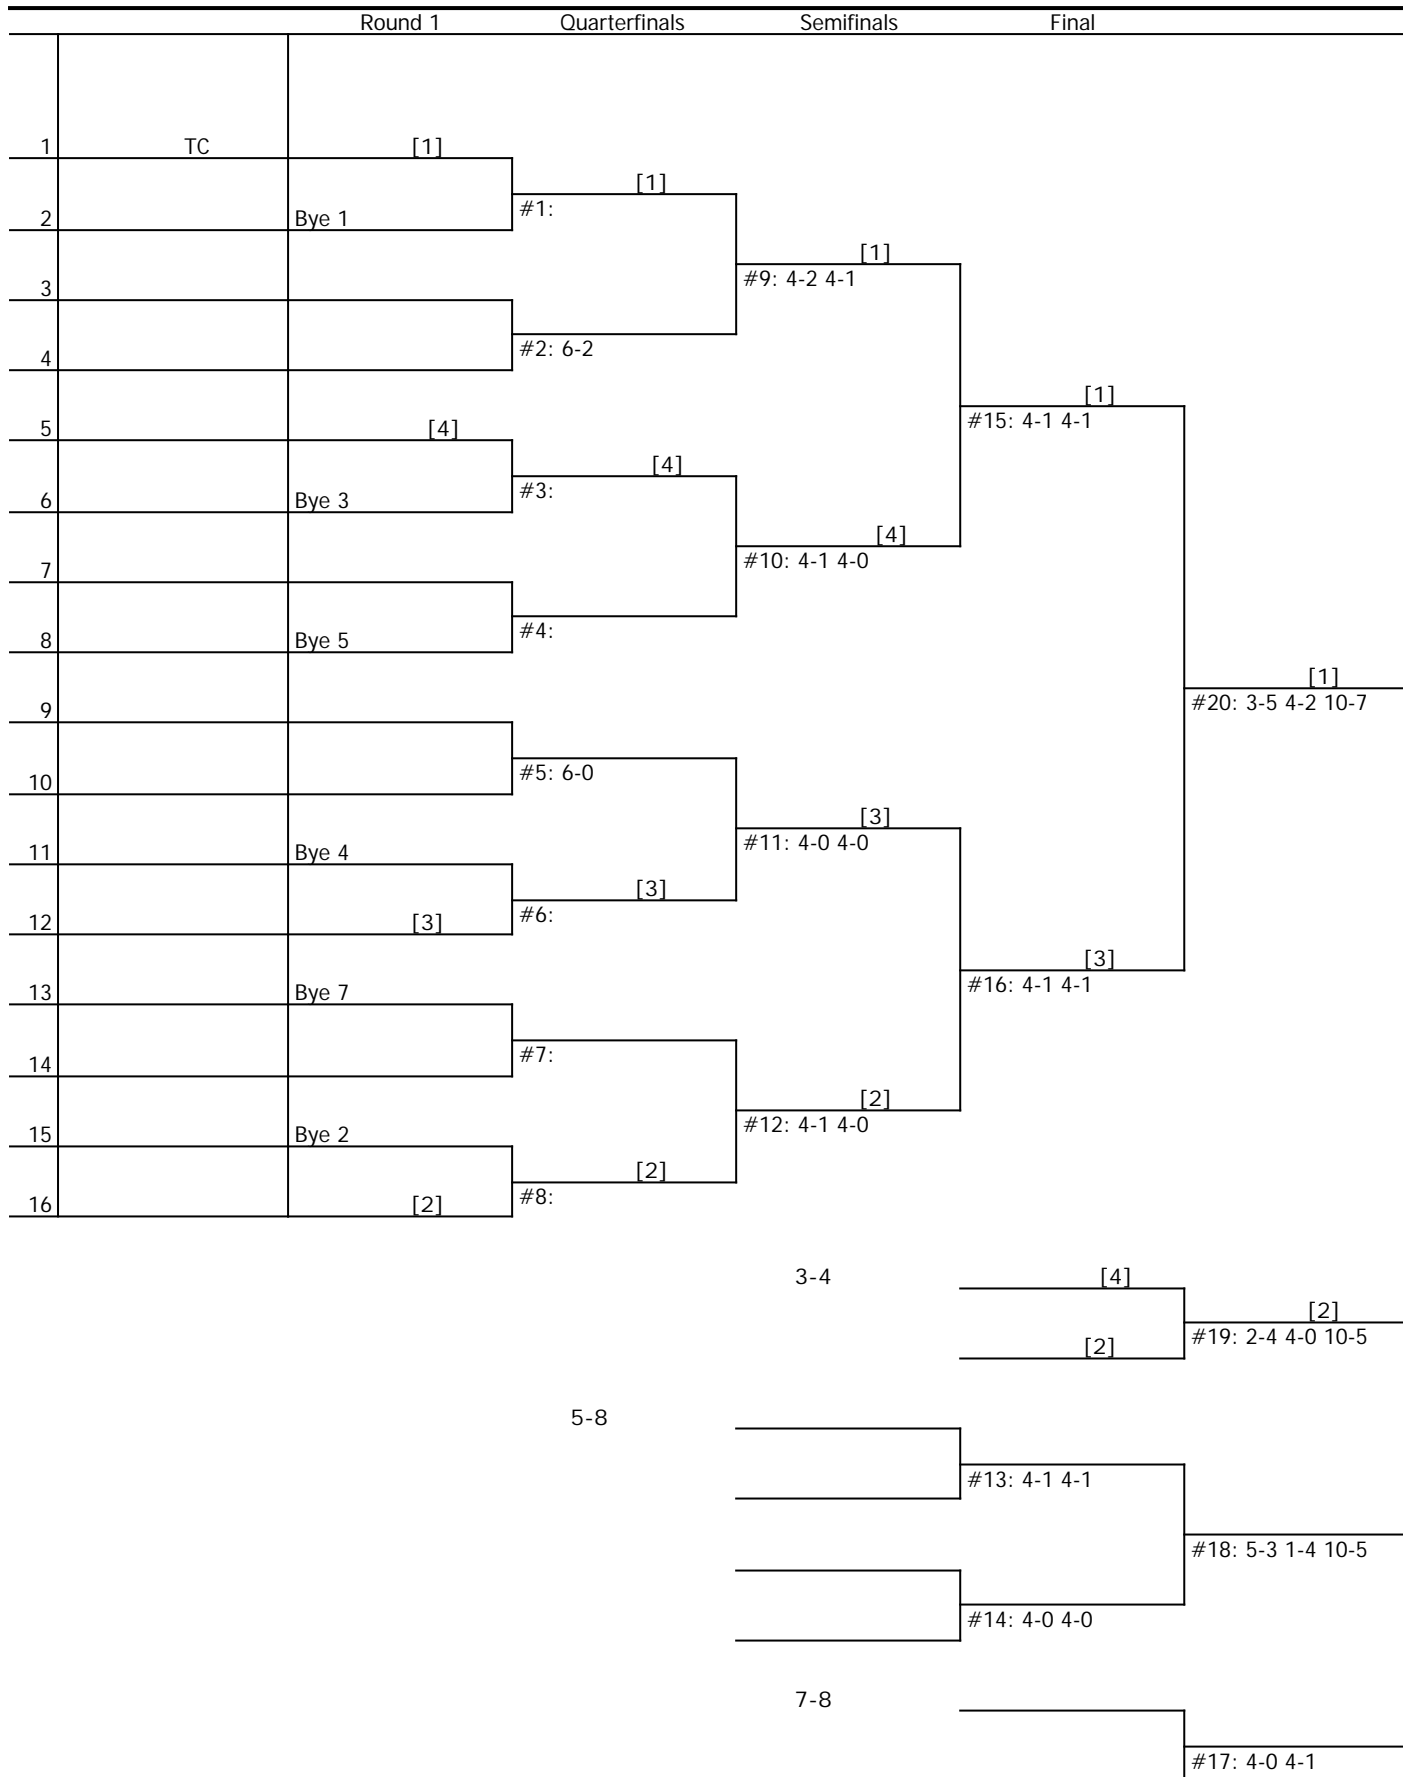 Round 1 Quarterfinals Semifinals Final
1 TC [1]
[1]
#1:
2 Bye 1
[1]
#9: 4-2 4-1
3
#2: 6-2
4
[1]
#15: 4-1 4-1
5 [4]
[4]
#3:
6 Bye 3
[4]
#10: 4-1 4-0
7
#4:
8 Bye 5
[1]
#20: 3-5 4-2 10-7
9
#5: 6-0
10
[3]
#11: 4-0 4-0
11 Bye 4
[3]
#6:
12 [3]
[3]
#16: 4-1 4-1
13 Bye 7
#7:
14
[2]
#12: 4-1 4-0
15 Bye 2
[2]
#8:
16 [2]
3-4 [4]
[2]
#19: 2-4 4-0 10-5
[2]
5-8
#13: 4-1 4-1
#18: 5-3 1-4 10-5
#14: 4-0 4-0
7-8
#17: 4-0 4-1